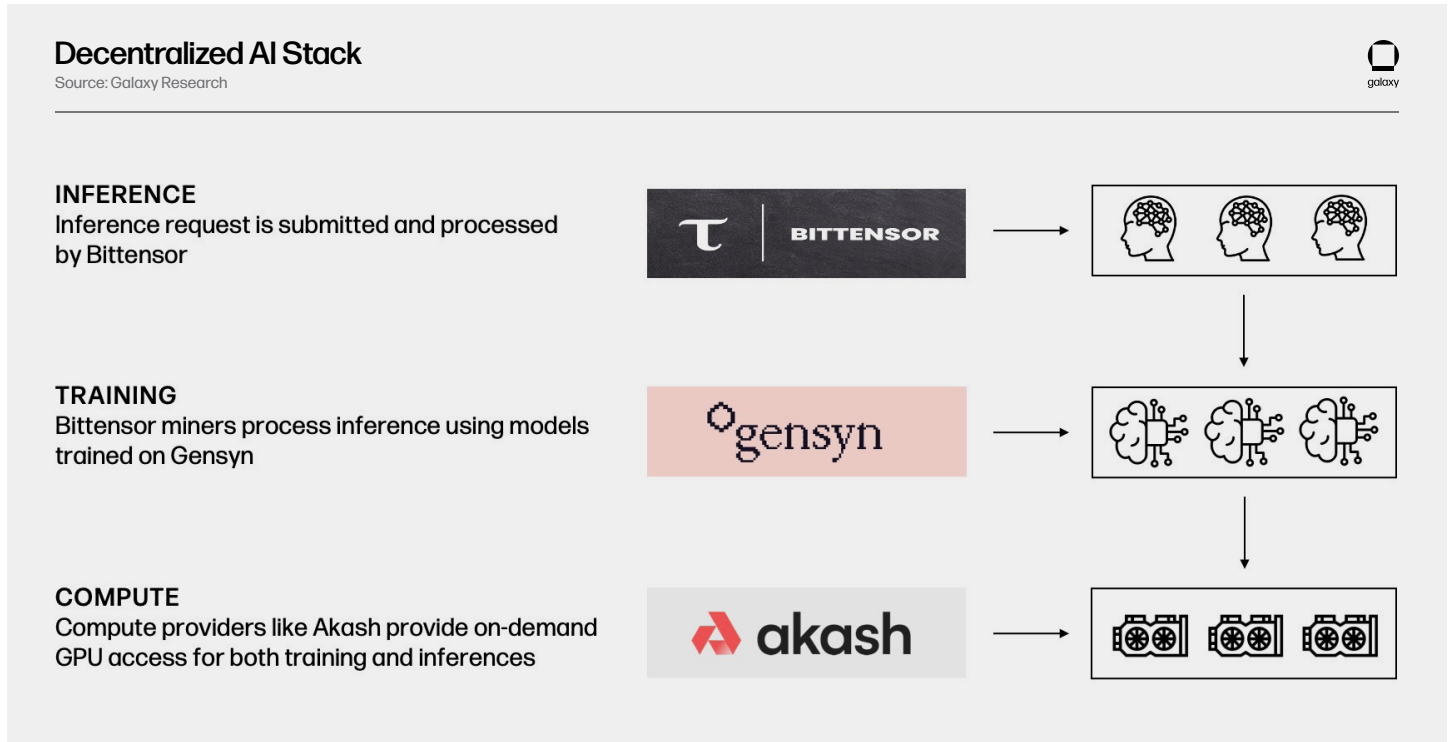 Decentralized AI Stack
Source: Galaxy Research
galaxy
INFERENCE
Inference request is submitted and processed
by Bittensor
τ BITTENSOR
TRAINING
Bittensor miners process inference using models
trained on Gensyn
gensyn
COMPUTE
Compute providers like Akash provide on-demand
GPU access for both training and inferences
akash